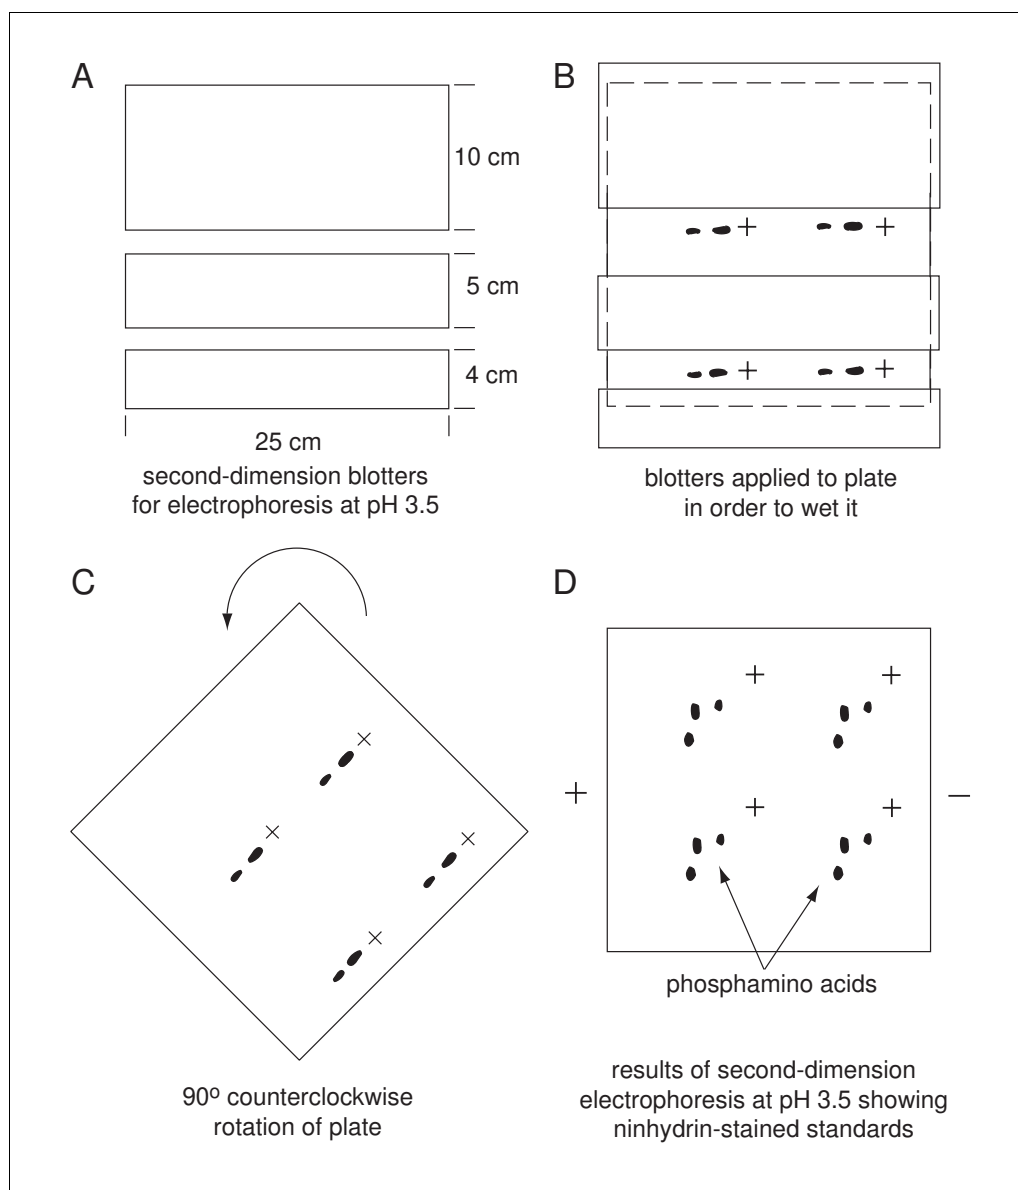 A
10 cm
5 cm
4 cm
25 cm
second-dimension blotters
for electrophoresis at pH 3.5
B
+ +
+ +
blotters applied to plate
in order to wet it
C
×
×
×
×
90º counterclockwise
rotation of plate
D
+ +
+ –
+ +
phosphamino acids
results of second-dimension
electrophoresis at pH 3.5 showing
ninhydrin-stained standards